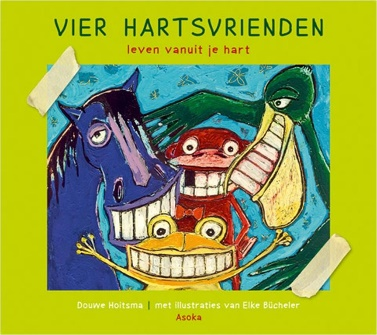 VIER HARTSVRIENDEN
leven vanuit je hart
Douwe Hoitsma | met illustraties van Elke Bücheler
Asoka